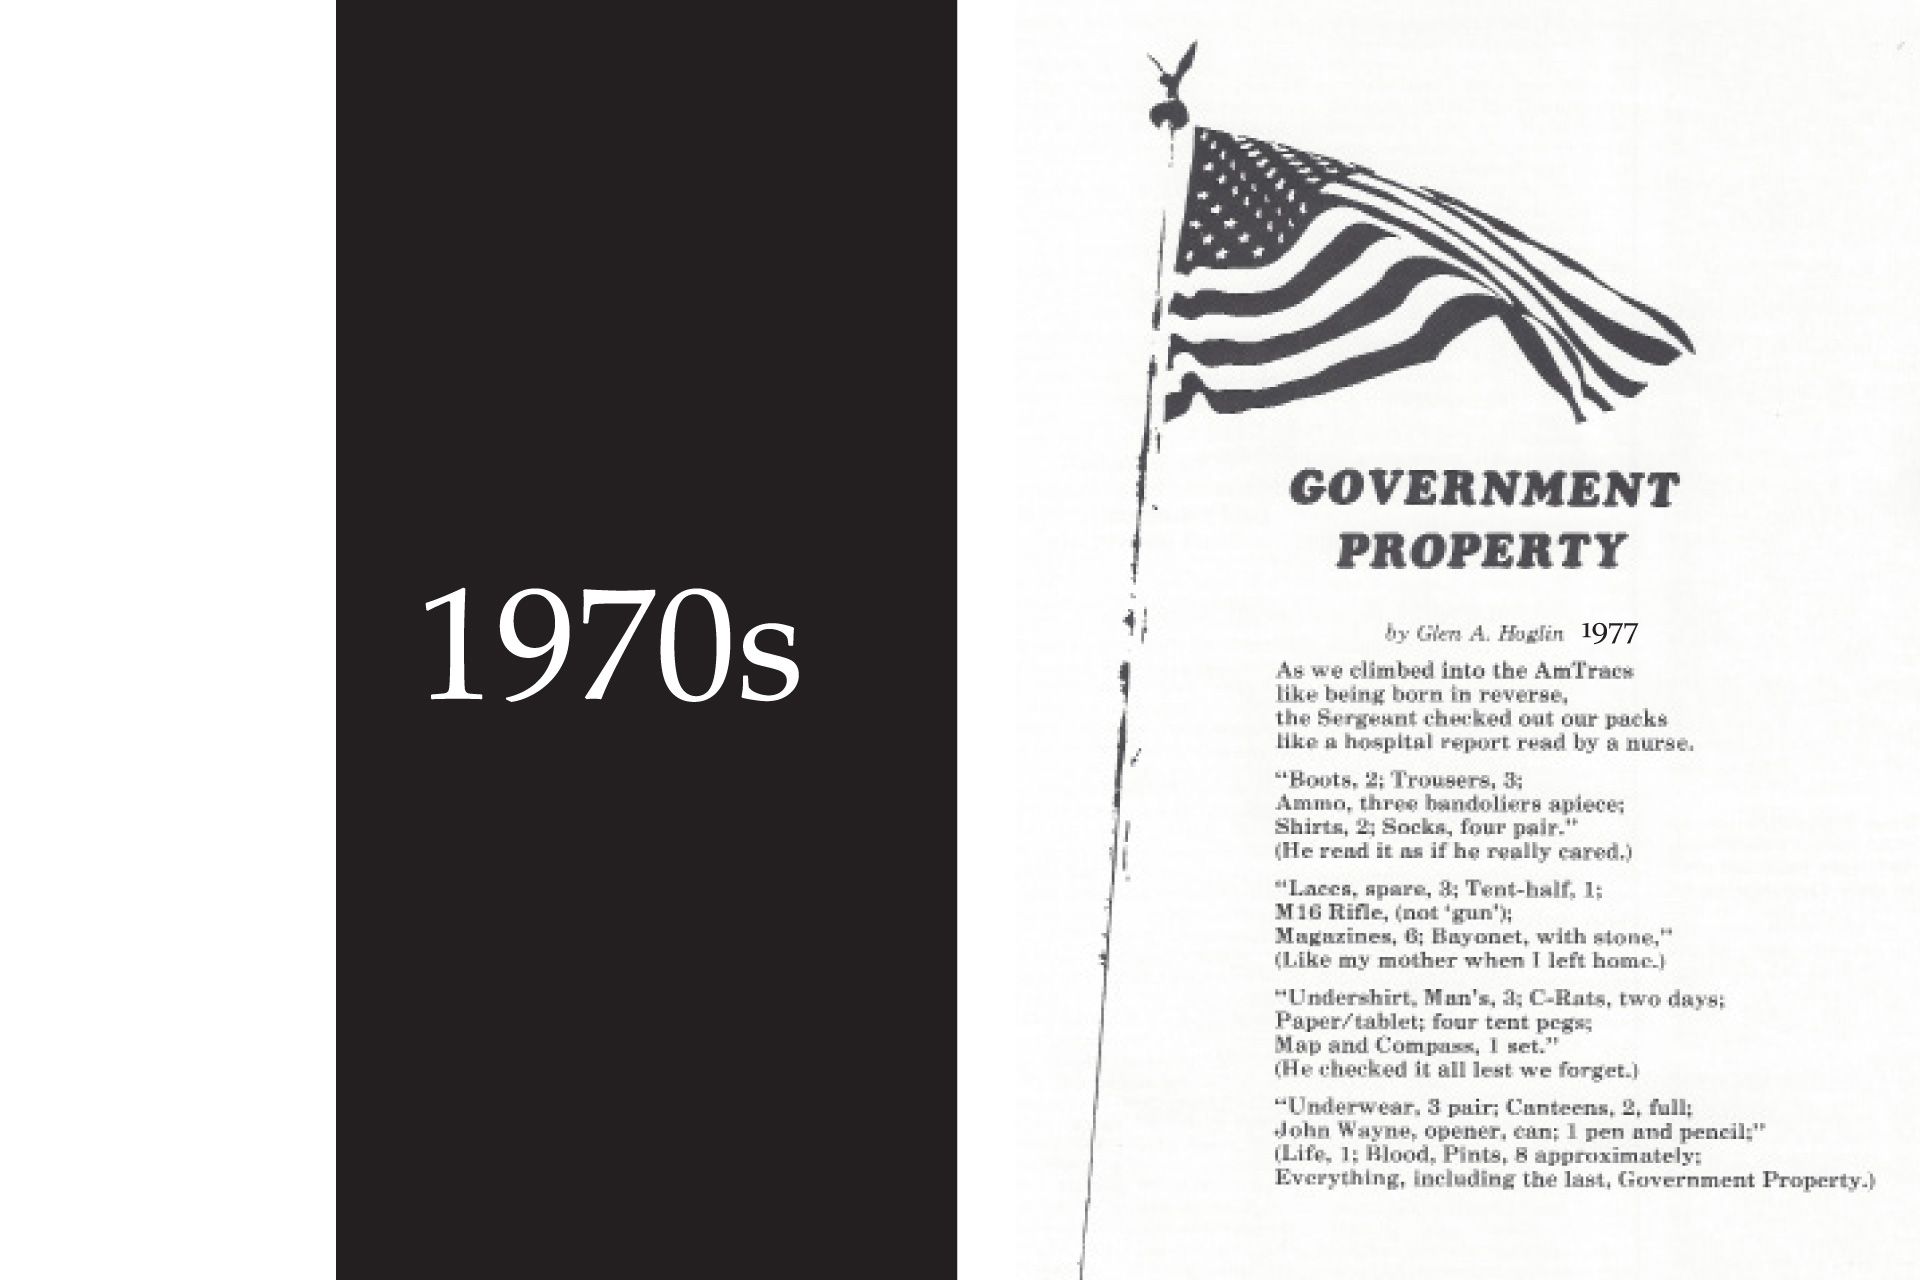 1970s
GOVERNMENT
PROPERTY
by Glen A. Hoglin 1977
As we climbed into the AmTracs
like being born in reverse,
the Sergeant checked out our packs
like a hospital report read by a nurse.
“Boots, 2; Trousers, 3;
Ammo, three bandoliers apiece;
Shirts, 2; Socks, four pair.”
(He read it as if he really cared.)
“Laces, spare, 3; Tent-half, 1;
M16 Rifle, (not ‘gun’);
Magazines, 6; Bayonet, with stone,”
(Like my mother when I left home.)
“Undershirt, Man’s, 3; C-Rats, two days;
Paper/tablet; four tent pegs;
Map and Compass, 1 set.”
(He checked it all lest we forget.)
“Underwear, 3 pair; Canteens, 2, full;
John Wayne, opener, can; 1 pen and pencil;”
(Life, 1; Blood, Pints, 8 approximately;
Everything, including the last, Government Property.)